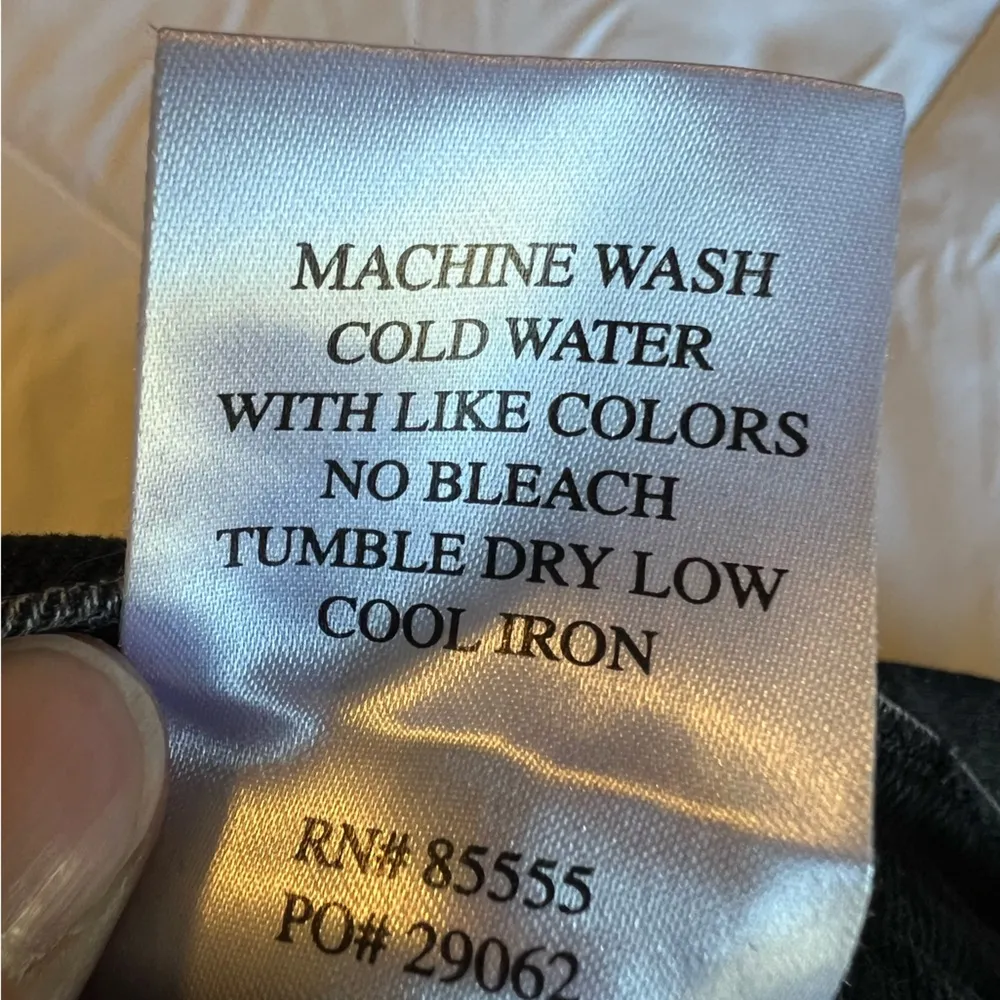 MACHINE WASH
COLD WATER
WITH LIKE COLORS
NO BLEACH
TUMBLE DRY LOW
COOL IRON
RN# 85555
PO# 29062